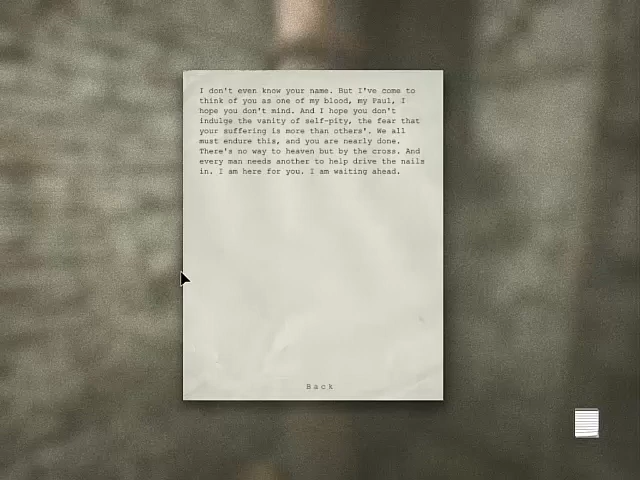 I don't even know your name. But I've come to
think of you as one of my blood, my Paul, I
hope you don't mind. And I hope you don't
indulge the vanity of self-pity, the fear that
your suffering is more than others'. We all
must endure this, and you are nearly done.
There's no way to heaven but by the cross. And
every man needs another to help drive the nails
in. I am here for you. I am waiting ahead.
Back